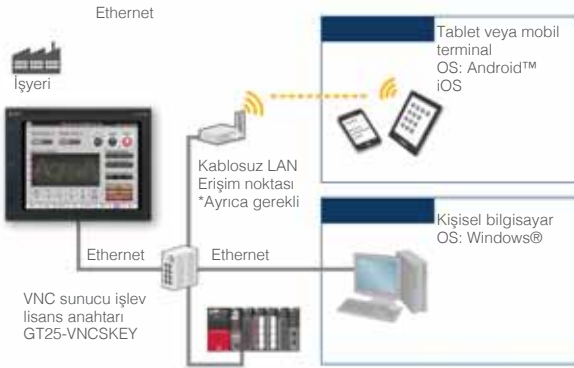 Ethernet
İşyeri
Kablosuz LAN
Erişim noktası
*Ayrıca gerekli
Tablet veya mobil
terminal
OS: Android™
iOS
Ethernet
Ethernet
Kişisel bilgisayar
OS: Windows®
VNC sunucu işlev
lisans anahtarı
GT25-VNCSKEY